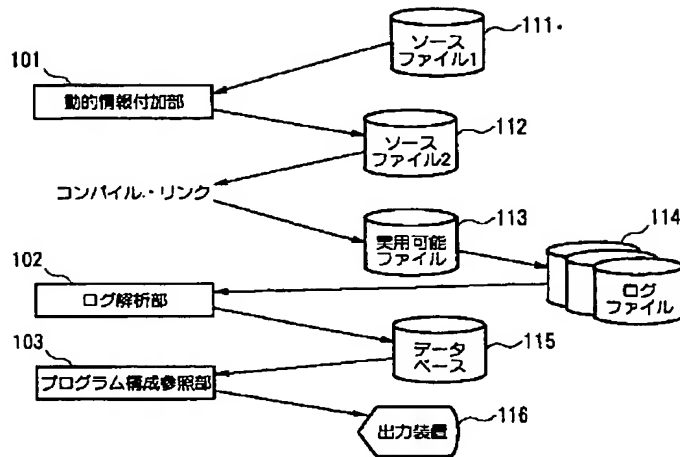 111.
ソース
ファイル1
101
動的情報付加部
112
ソース
ファイル2
コンパイル・リンク
113
実用可能
ファイル
114
ログ
ファイル
102
ログ解析部
115
データ
ベース
103
プログラム構成参照部
116
出力装置